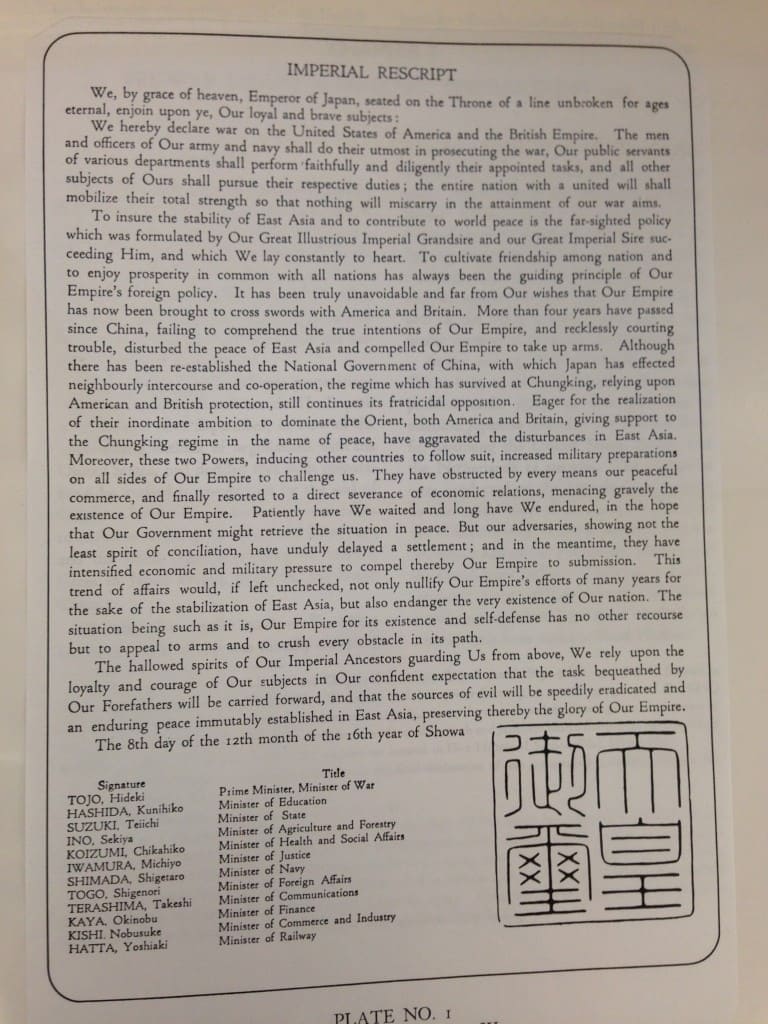 IMPERIAL RESCRIPT
We, by grace of heaven, Emperor of Japan, seated on the Throne of a line unbroken for ages
eternal, enjoin upon ye, Our loyal and brave subjects:
We hereby declare war on the United States of America and the British Empire. The men
and officers of Our army and navy shall do their utmost in prosecuting the war, Our public servants
of various departments shall perform faithfully and diligently their appointed tasks, and all other
subjects of Ours shall pursue their respective duties; the entire nation with a united will shall
mobilize their total strength so that nothing will miscarry in the attainment of our war aims.
To insure the stability of East Asia and to contribute to world peace is the far-sighted policy
which was formulated by Our Great Illustrious Imperial Grandsire and our Great Imperial Sire suc-
ceeding Him, and which We lay constantly to heart. To cultivate friendship among nation and
to enjoy prosperity in common with all nations has always been the guiding principle of Our
Empire's foreign policy. It has been truly unavoidable and far from Our wishes that Our Empire
has now been brought to cross swords with America and Britain. More than four years have passed
since China, failing to comprehend the true intentions of Our Empire, and recklessly courting
trouble, disturbed the peace of East Asia and compelled Our Empire to take up arms. Although
there has been re-established the National Government of China, with which Japan has effected
neighbourly intercourse and co-operation, the regime which has survived at Chungking, relying upon
American and British protection, still continues its fratricidal opposition. Eager for the realization
of their inordinate ambition to dominate the Orient, both America and Britain, giving support to
the Chungking regime in the name of peace, have aggravated the disturbances in East Asia.
Moreover, these two Powers, inducing other countries to follow suit, increased military preparations
on all sides of Our Empire to challenge us. They have obstructed by every means our peaceful
commerce, and finally resorted to a direct severance of economic relations, menacing gravely the
existence of Our Empire. Patiently have We waited and long have We endured, in the hope
that Our Government might retrieve the situation in peace. But our adversaries, showing not the
least spirit of conciliation, have unduly delayed a settlement; and in the meantime, they have
intensified economic and military pressure to compel thereby Our Empire to submission. This
trend of affairs would, if left unchecked, not only nullify Our Empire's efforts of many years for
the sake of the stabilization of East Asia, but also endanger the very existence of Our nation. The
situation being such as it is, Our Empire for its existence and self-defense has no other recourse
but to appeal to arms and to crush every obstacle in its path.
The hallowed spirits of Our Imperial Ancestors guarding Us from above, We rely upon the
loyalty and courage of Our subjects in Our confident expectation that the task bequeathed by
Our Forefathers will be carried forward, and that the sources of evil will be speedily eradicated and
an enduring peace immutably established in East Asia, preserving thereby the glory of Our Empire.
The 8th day of the 12th month of the 16th year of Showa
Signature Title
TOJO, Hideki Prime Minister, Minister of War
HASHIDA, Kunihiko Minister of Education
SUZUKI, Teiichi Minister of State
INO, Sekiya Minister of Agriculture and Forestry
KOIZUMI, Chikahiko Minister of Health and Social Affairs
IWAMURA, Michiyo Minister of Justice
SHIMADA, Shigetaro Minister of Navy
TOGO, Shigenori Minister of Foreign Affairs
TERASHIMA, Takeshi Minister of Communications
KAYA, Okinobu Minister of Finance
KISHI. Nobusuke Minister of Commerce and Industry
HATTA, Yoshiaki Minister of Railway
天皇
御璽
PLATE NO. 1